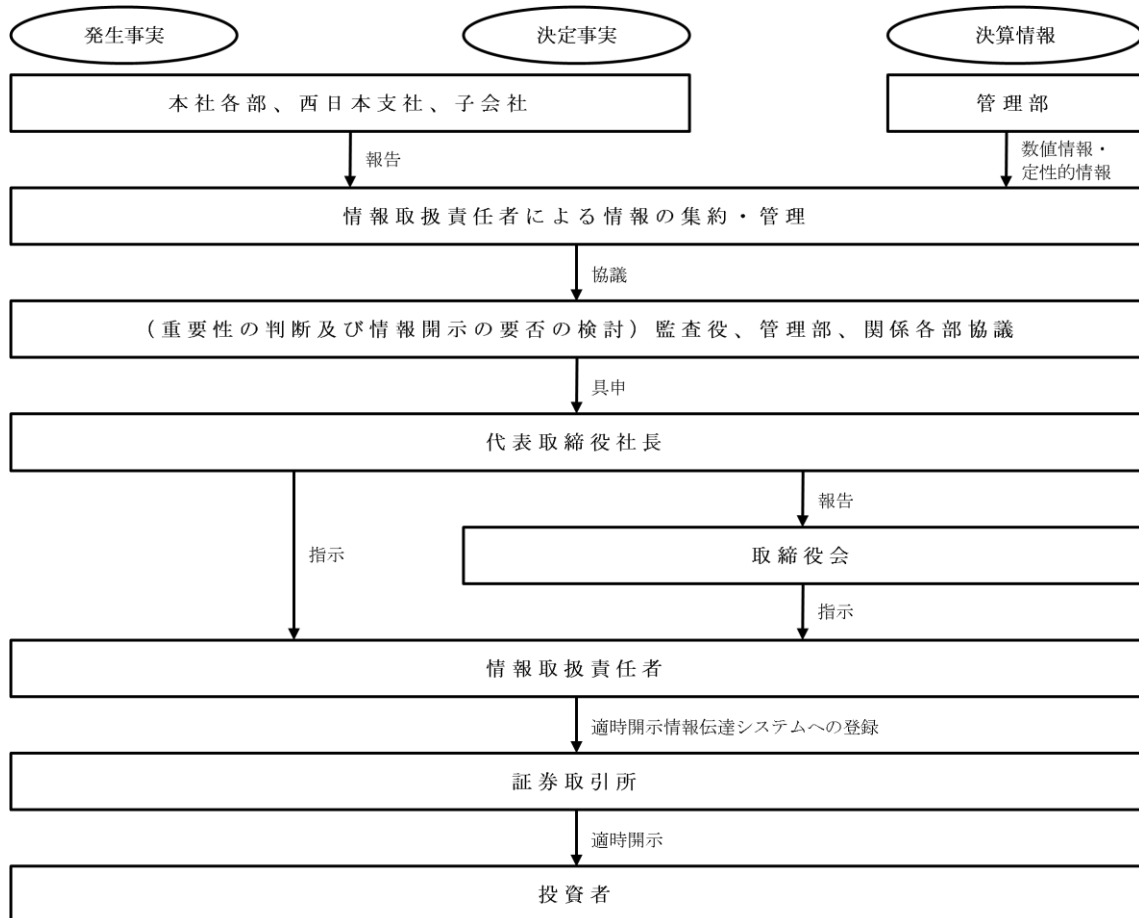 発生事実
決定事実
決算情報
本社各部、西日本支社、子会社
管理部
報告
数値情報・
定性的情報
情報取扱責任者による情報の集約・管理
協議
（重要性の判断及び情報開示の要否の検討）監査役、管理部、関係各部協議
具申
代表取締役社長
報告
取締役会
指示
指示
情報取扱責任者
適時開示情報伝達システムへの登録
証券取引所
適時開示
投資者